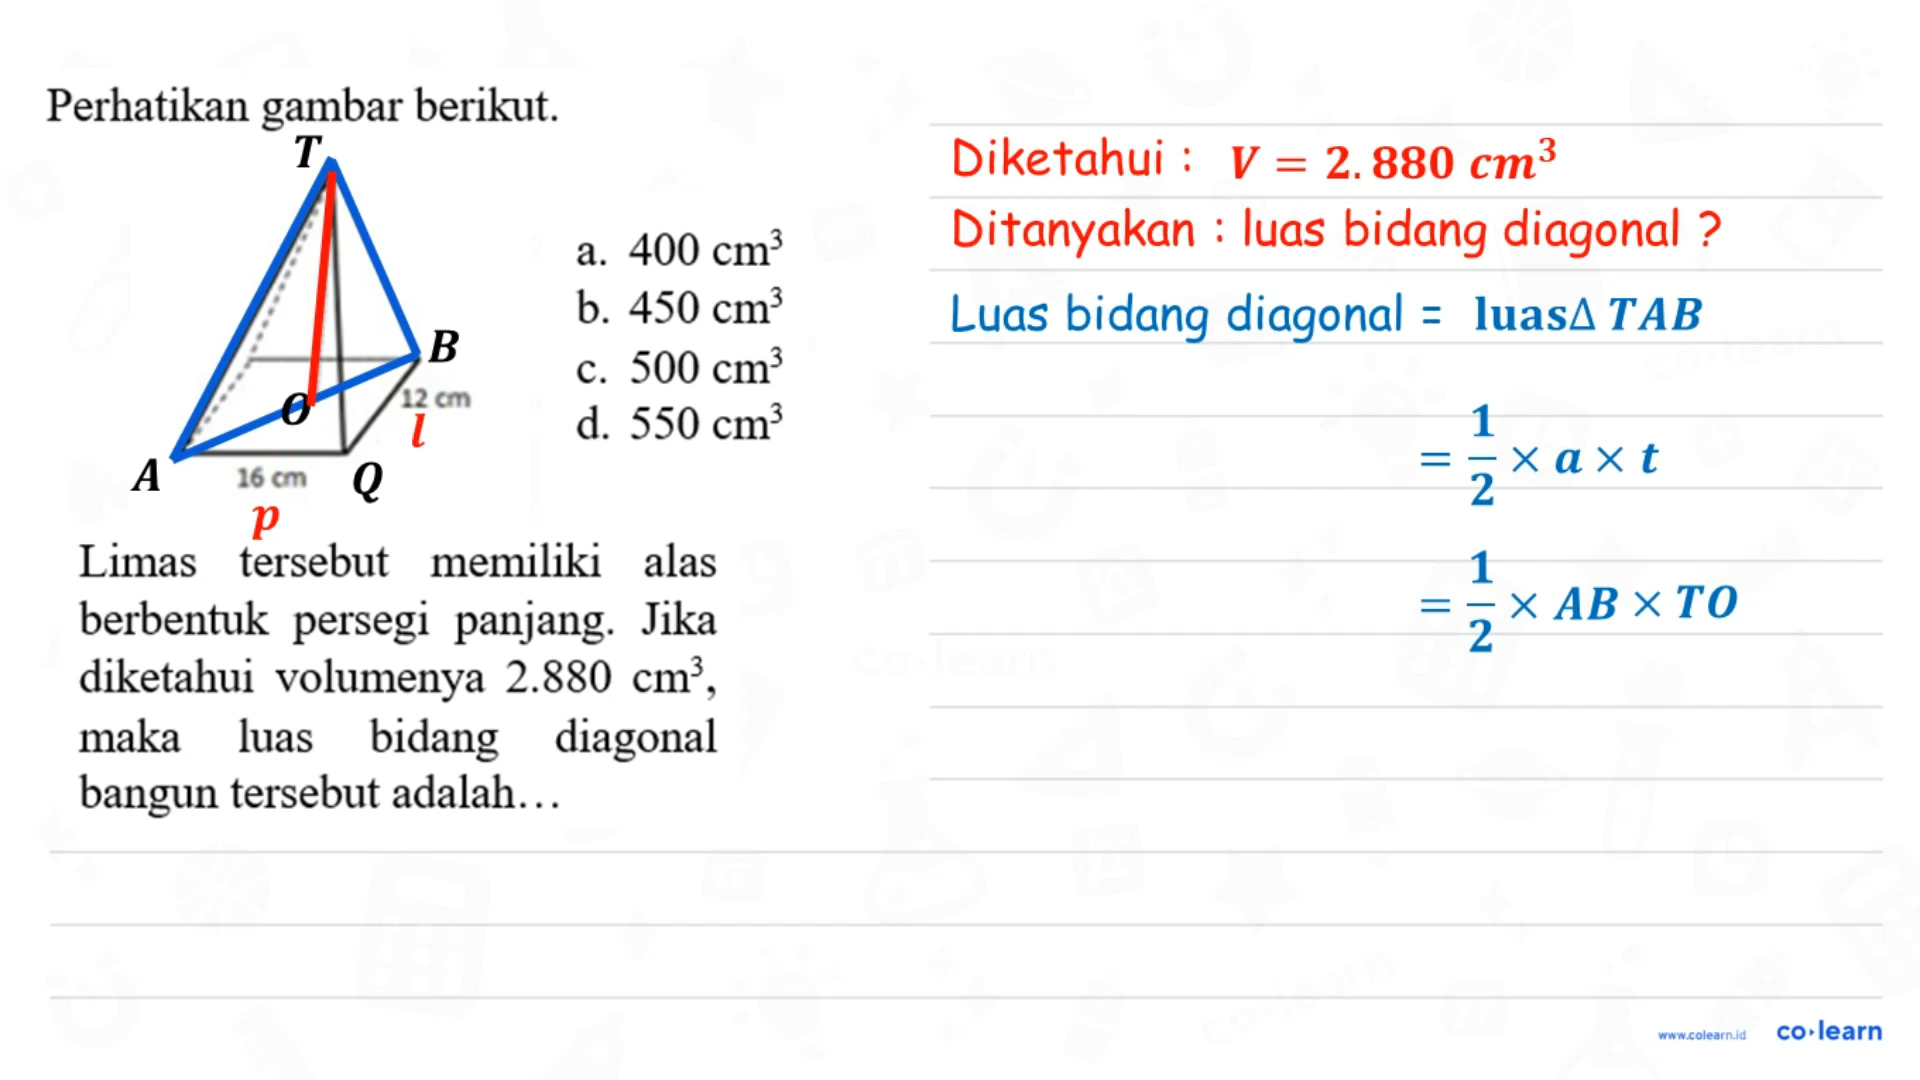 Perhatikan gambar berikut.
T
B
O
12 cm
l
A
16 cm
Q
p
a. 400 cm³
b. 450 cm³
c. 500 cm³
d. 550 cm³
Limas tersebut memiliki alas
berbentuk persegi panjang. Jika
diketahui volumenya 2.880 cm³,
maka luas bidang diagonal
bangun tersebut adalah...
Diketahui : V = 2.880 cm³
Ditanyakan : luas bidang diagonal ?
Luas bidang diagonal = luasΔ TAB
= 1/2 × a × t
= 1/2 × AB × TO
co·learn
www.colearn.id co·learn